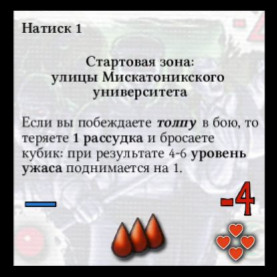 Натиск 1
Стартовая зона:
улицы Мискатоникского
университета
Если вы побеждаете толпу в бою, то
теряете 1 рассудка и бросаете
кубик: при результате 4-6 уровень
ужаса поднимается на 1.
-4